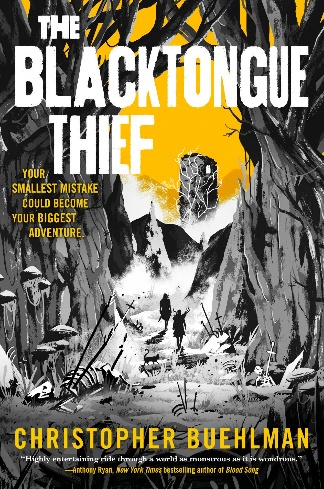 THE
BLACKTONGUE
THIEF
YOUR
SMALLEST MISTAKE
COULD BECOME
YOUR BIGGEST
ADVENTURE.
CHRISTOPHER BUEHLMAN
"Highly entertaining ride through a world as monstrous as it is wondrous."
—Anthony Ryan, New York Times bestselling author of Blood Song